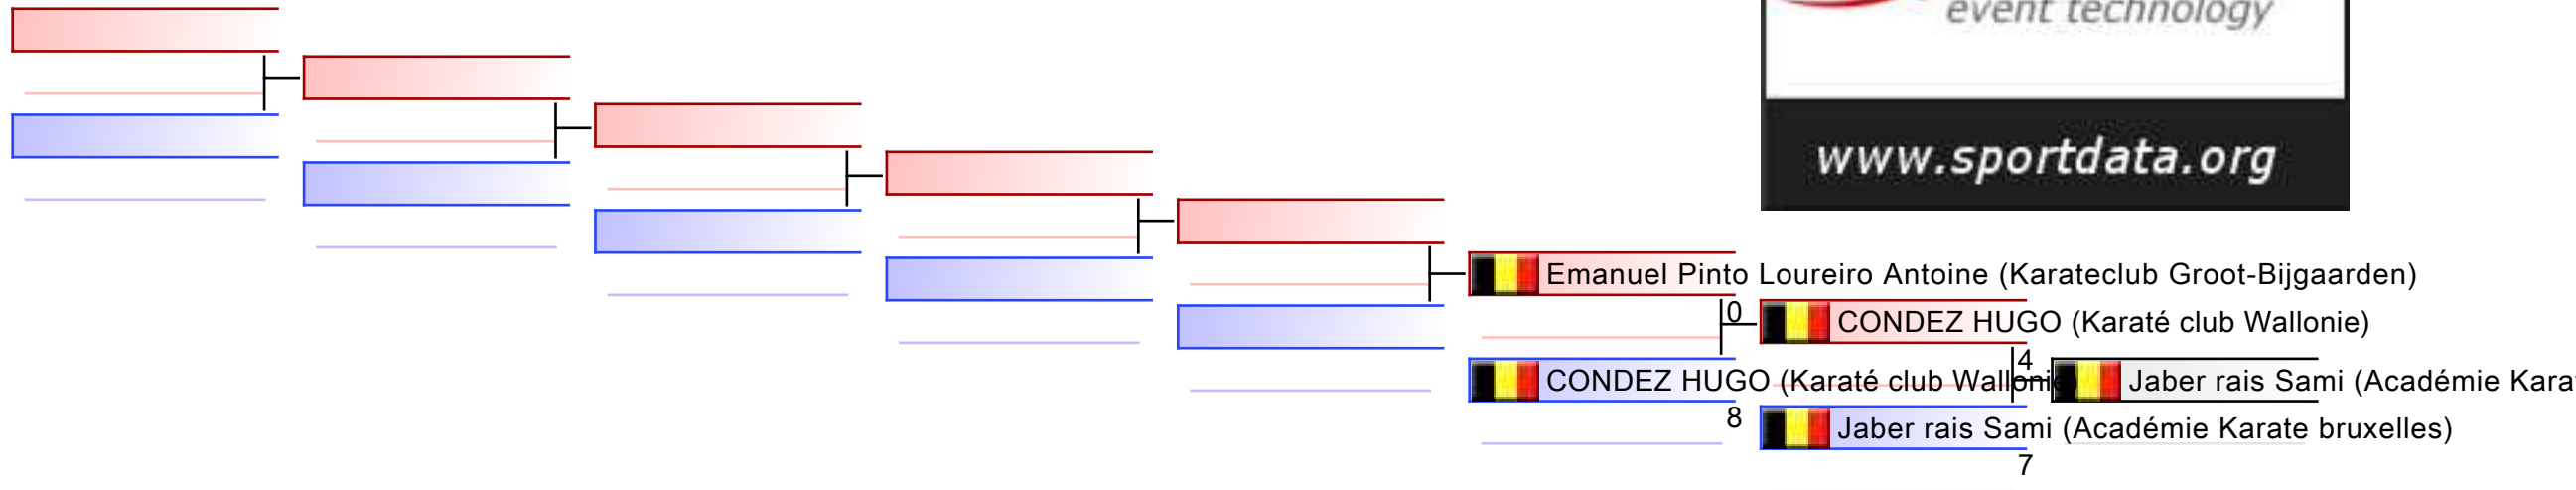 event technology
www.sportdata.org
Emanuel Pinto Loureiro Antoine (Karateclub Groot-Bijgaarden)
0
CONDEZ HUGO (Karaté club Wallonie)
4
CONDEZ HUGO (Karaté club Wallonie
Jaber rais Sami (Académie Kara
8
Jaber rais Sami (Académie Karate bruxelles)
7